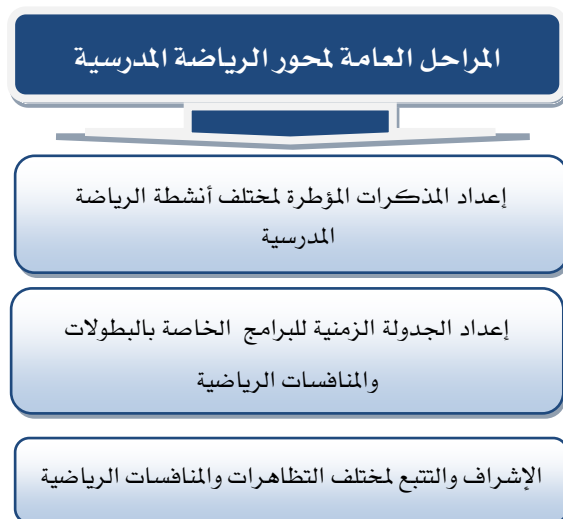 المراحل العامة لمحور الرياضة المدرسية
إعداد المذكرات المؤطرة لمختلف أنشطة الرياضة
المدرسية
إعداد الجدولة الزمنية للبرامج الخاصة بالبطولات
والمنافسات الرياضية
الإشراف والتتبع لمختلف التظاهرات والمنافسات الرياضية